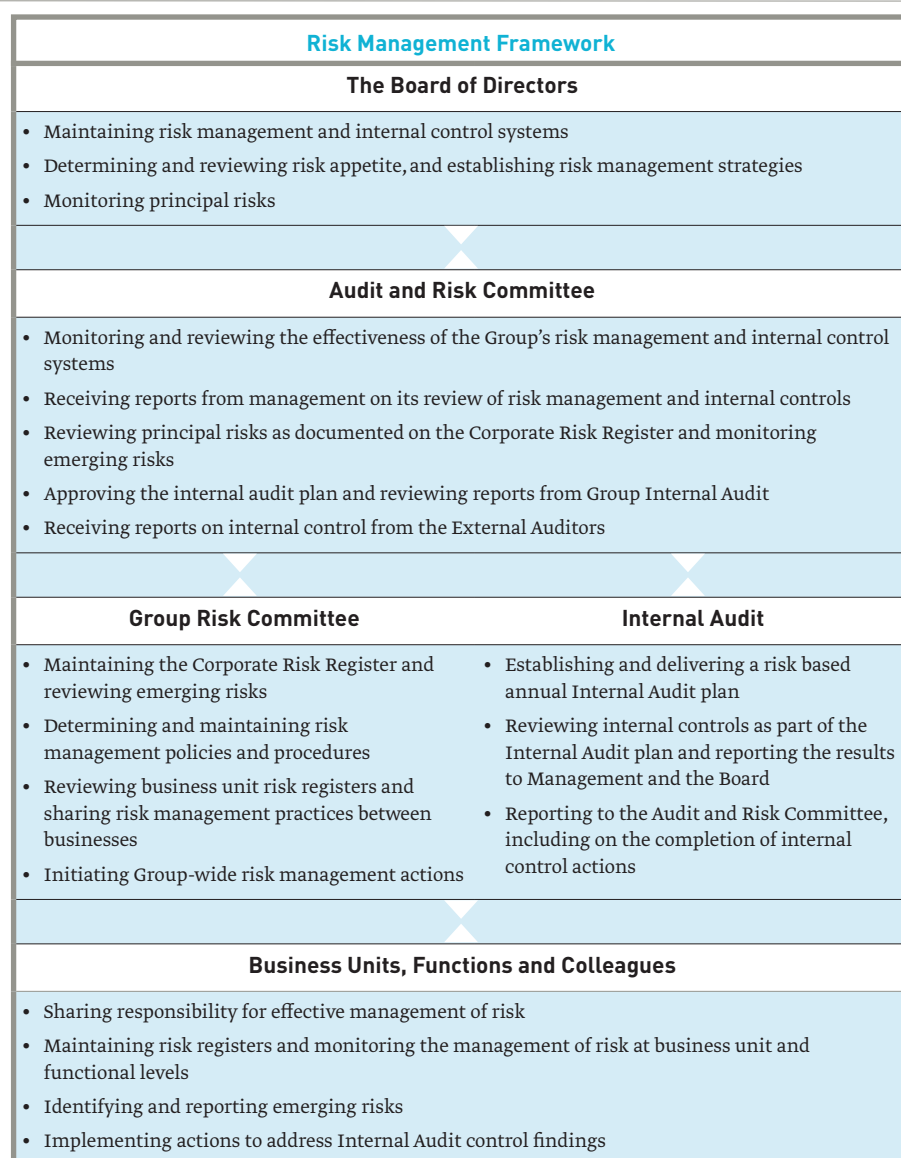 Risk Management Framework
The Board of Directors
• Maintaining risk management and internal control systems
• Determining and reviewing risk appetite, and establishing risk management strategies
• Monitoring principal risks
Audit and Risk Committee
• Monitoring and reviewing the effectiveness of the Group’s risk management and internal control
systems
• Receiving reports from management on its review of risk management and internal controls
• Reviewing principal risks as documented on the Corporate Risk Register and monitoring
emerging risks
• Approving the internal audit plan and reviewing reports from Group Internal Audit
• Receiving reports on internal control from the External Auditors
Group Risk Committee
• Maintaining the Corporate Risk Register and
reviewing emerging risks
• Determining and maintaining risk
management policies and procedures
• Reviewing business unit risk registers and
sharing risk management practices between
businesses
• Initiating Group-wide risk management actions
Internal Audit
• Establishing and delivering a risk based
annual Internal Audit plan
• Reviewing internal controls as part of the
Internal Audit plan and reporting the results
to Management and the Board
• Reporting to the Audit and Risk Committee,
including on the completion of internal
control actions
Business Units, Functions and Colleagues
• Sharing responsibility for effective management of risk
• Maintaining risk registers and monitoring the management of risk at business unit and
functional levels
• Identifying and reporting emerging risks
• Implementing actions to address Internal Audit control findings